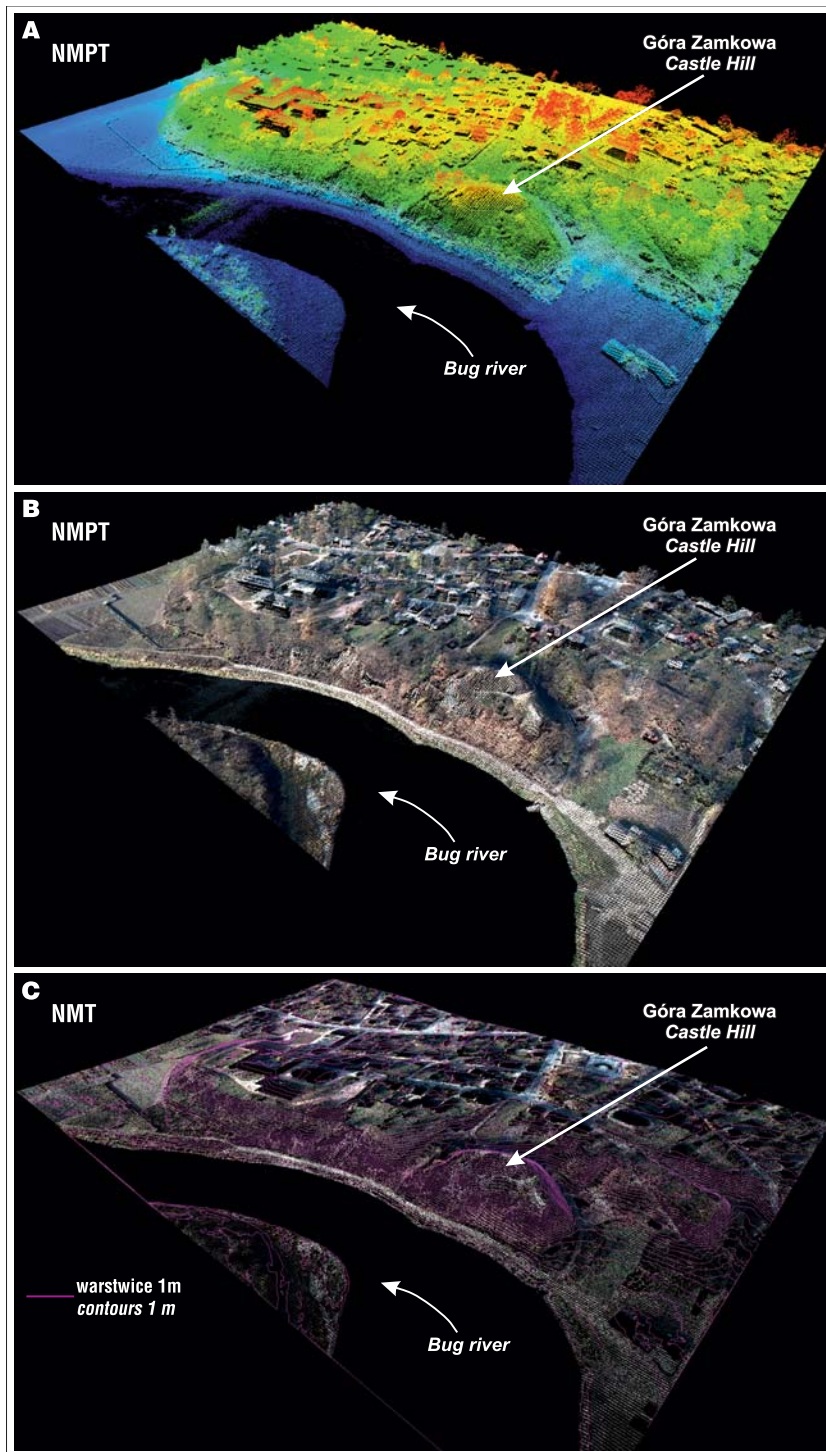 A
NMPT
Góra Zamkowa
Castle Hill
Bug river
B
NMPT
Góra Zamkowa
Castle Hill
Bug river
C
NMT
Góra Zamkowa
Castle Hill
warstwice 1m
contours 1 m
Bug river